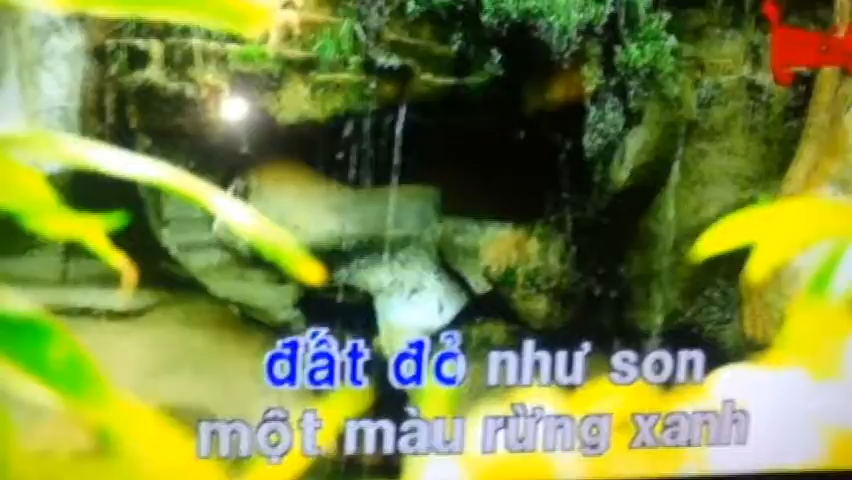 đất đỏ như son
một màu rừng xanh